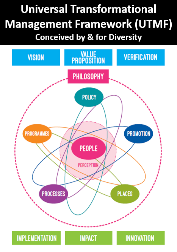 Universal Transformational
Management Framework (UTMF)
Conceived by & for Diversity
VISION
VALUE
PROPOSITION
VERIFICATION
PHILOSOPHY
POLICY
PROGRAMMES
PROMOTION
PEOPLE
PERCEPTION
PROCESSES
PLACES
IMPLEMENTATION
IMPACT
INNOVATION